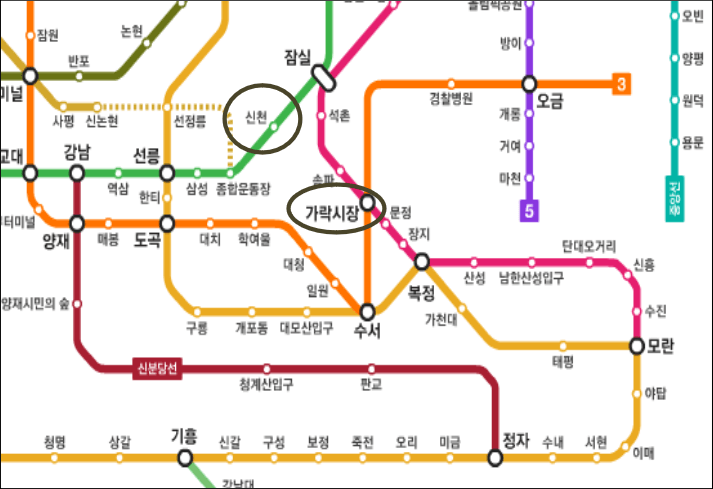 올림픽공원
오빈
잠원
논현
방이
반포
잠실
양평
3
경찰병원
오금
원덕
사평
신논현
선정릉
신천
석촌
개롱
강남
선릉
거여
용문
역삼
삼성
종합운동장
송파
마천
한티
가락시장
문정
5
중앙선
양재
매봉
도곡
대치
학여울
장지
단대오거리
대청
산성
남한산성입구
신흥
일원
복정
양재시민의 숲
가천대
수진
구룡
개포동
대모산입구
수서
모란
태평
신분당선
청계산입구
판교
야탑
청명
상갈
기흥
신갈
구성
보정
죽전
오리
미금
정자
수내
서현
이매
강남대